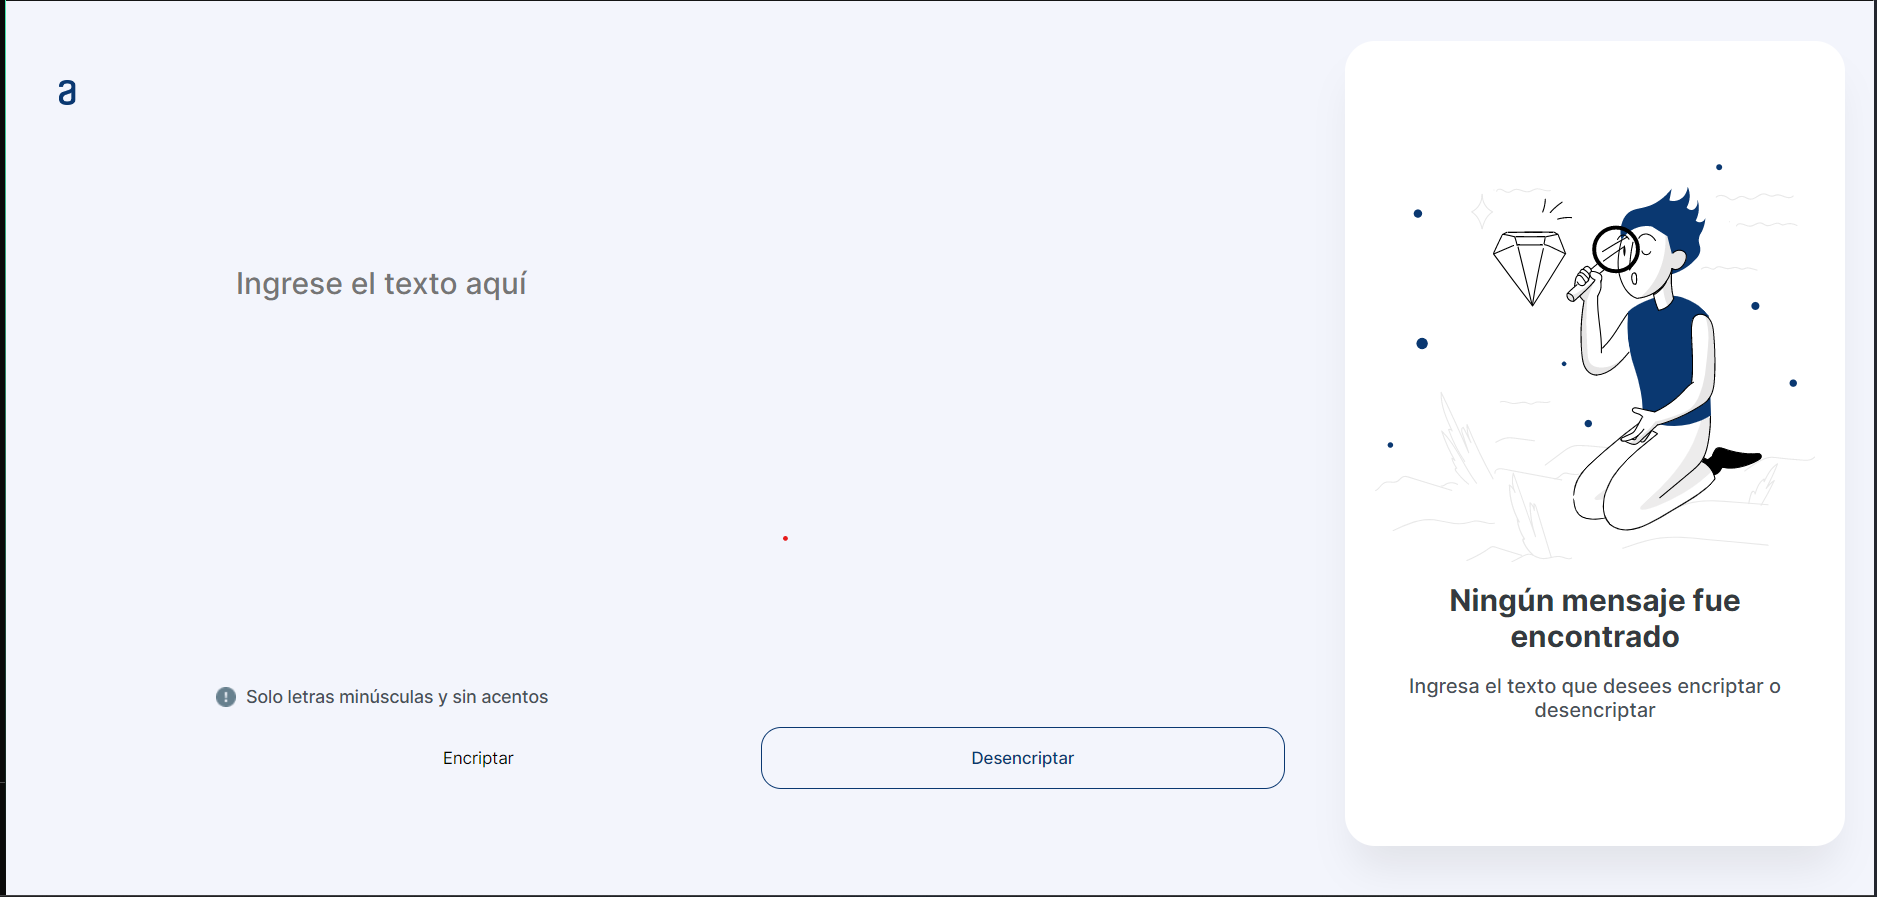 a
Ingrese el texto aquí
Solo letras minúsculas y sin acentos
Encriptar
Desencriptar
Ningún mensaje fue
encontrado
Ingresa el texto que desees encriptar o
desencriptar